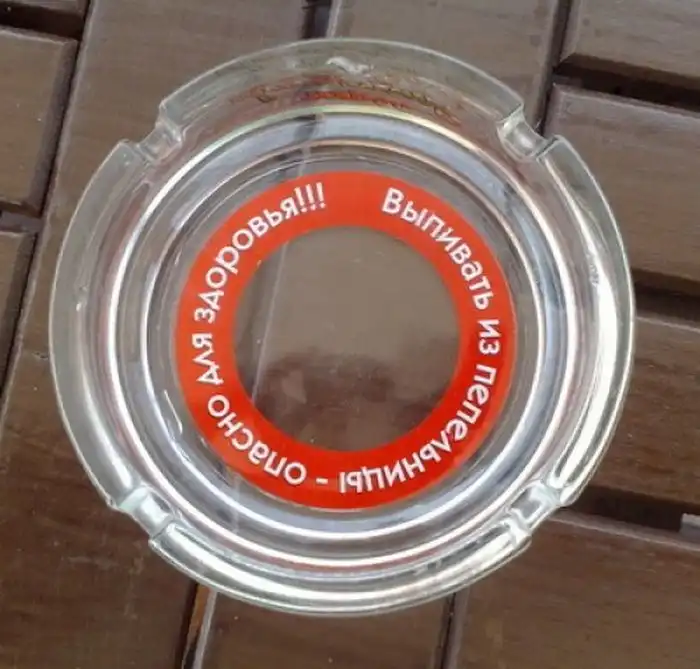 Выпивать из пепельницы - опасно для здоровья!!!